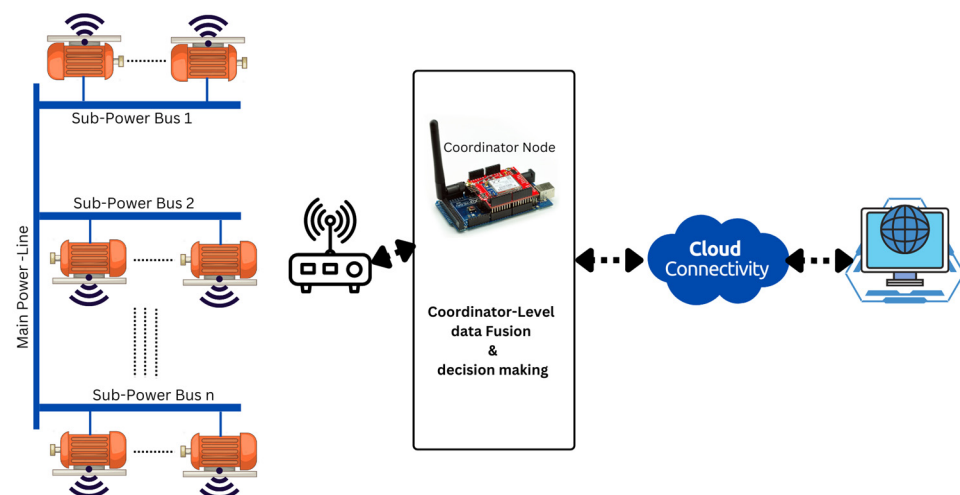 Sub-Power Bus 1
Sub-Power Bus 2
Main Power -Line
Sub-Power Bus n
Coordinator Node
Coordinator-Level
data Fusion
&
decision making
Cloud
Connectivity